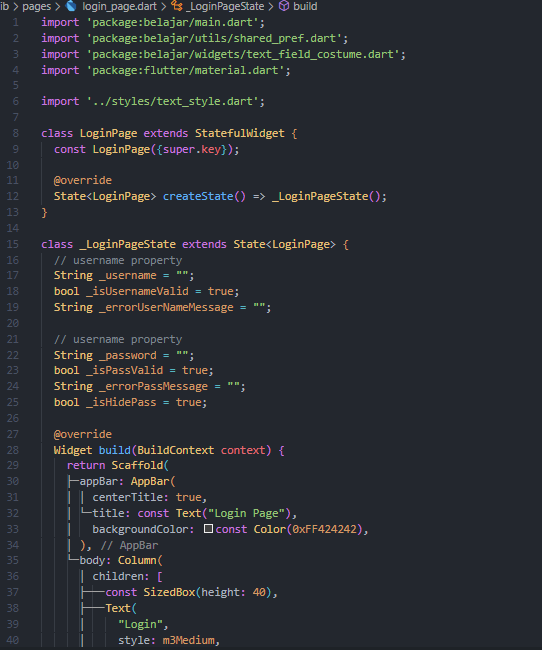 ib > pages > login_page.dart > _LoginPageState > build
1 import 'package:belajar/main.dart';
2 import 'package:belajar/utils/shared_pref.dart';
3 import 'package:belajar/widgets/text_field_costume.dart';
4 import 'package:flutter/material.dart';
5
6 import '../styles/text_style.dart';
7
8 class LoginPage extends StatefulWidget {
9 const LoginPage({super.key});
10
11 @override
12 State<LoginPage> createState() => _LoginPageState();
13 }
14
15 class _LoginPageState extends State<LoginPage> {
16 // username property
17 String _username = "";
18 bool _isUsernameValid = true;
19 String _errorUserNameMessage = "";
20
21 // username property
22 String _password = "";
23 bool _isPassValid = true;
24 String _errorPassMessage = "";
25 bool _isHidePass = true;
26
27 @override
28 Widget build(BuildContext context) {
29 return Scaffold(
30 appBar: AppBar(
31 centerTitle: true,
32 title: const Text("Login Page"),
33 backgroundColor: const Color(0xFF424242),
34 ), // AppBar
35 body: Column(
36 children: [
37 const SizedBox(height: 40),
38 Text(
39 "Login",
40 style: m3Medium,